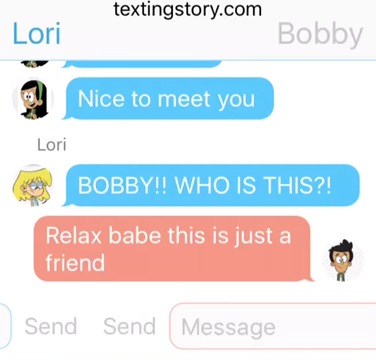 textingstory.com
Lori
Bobby
Nice to meet you
Lori
BOBBY!! WHO IS THIS?!
Relax babe this is just a
friend
Send
Send
Message